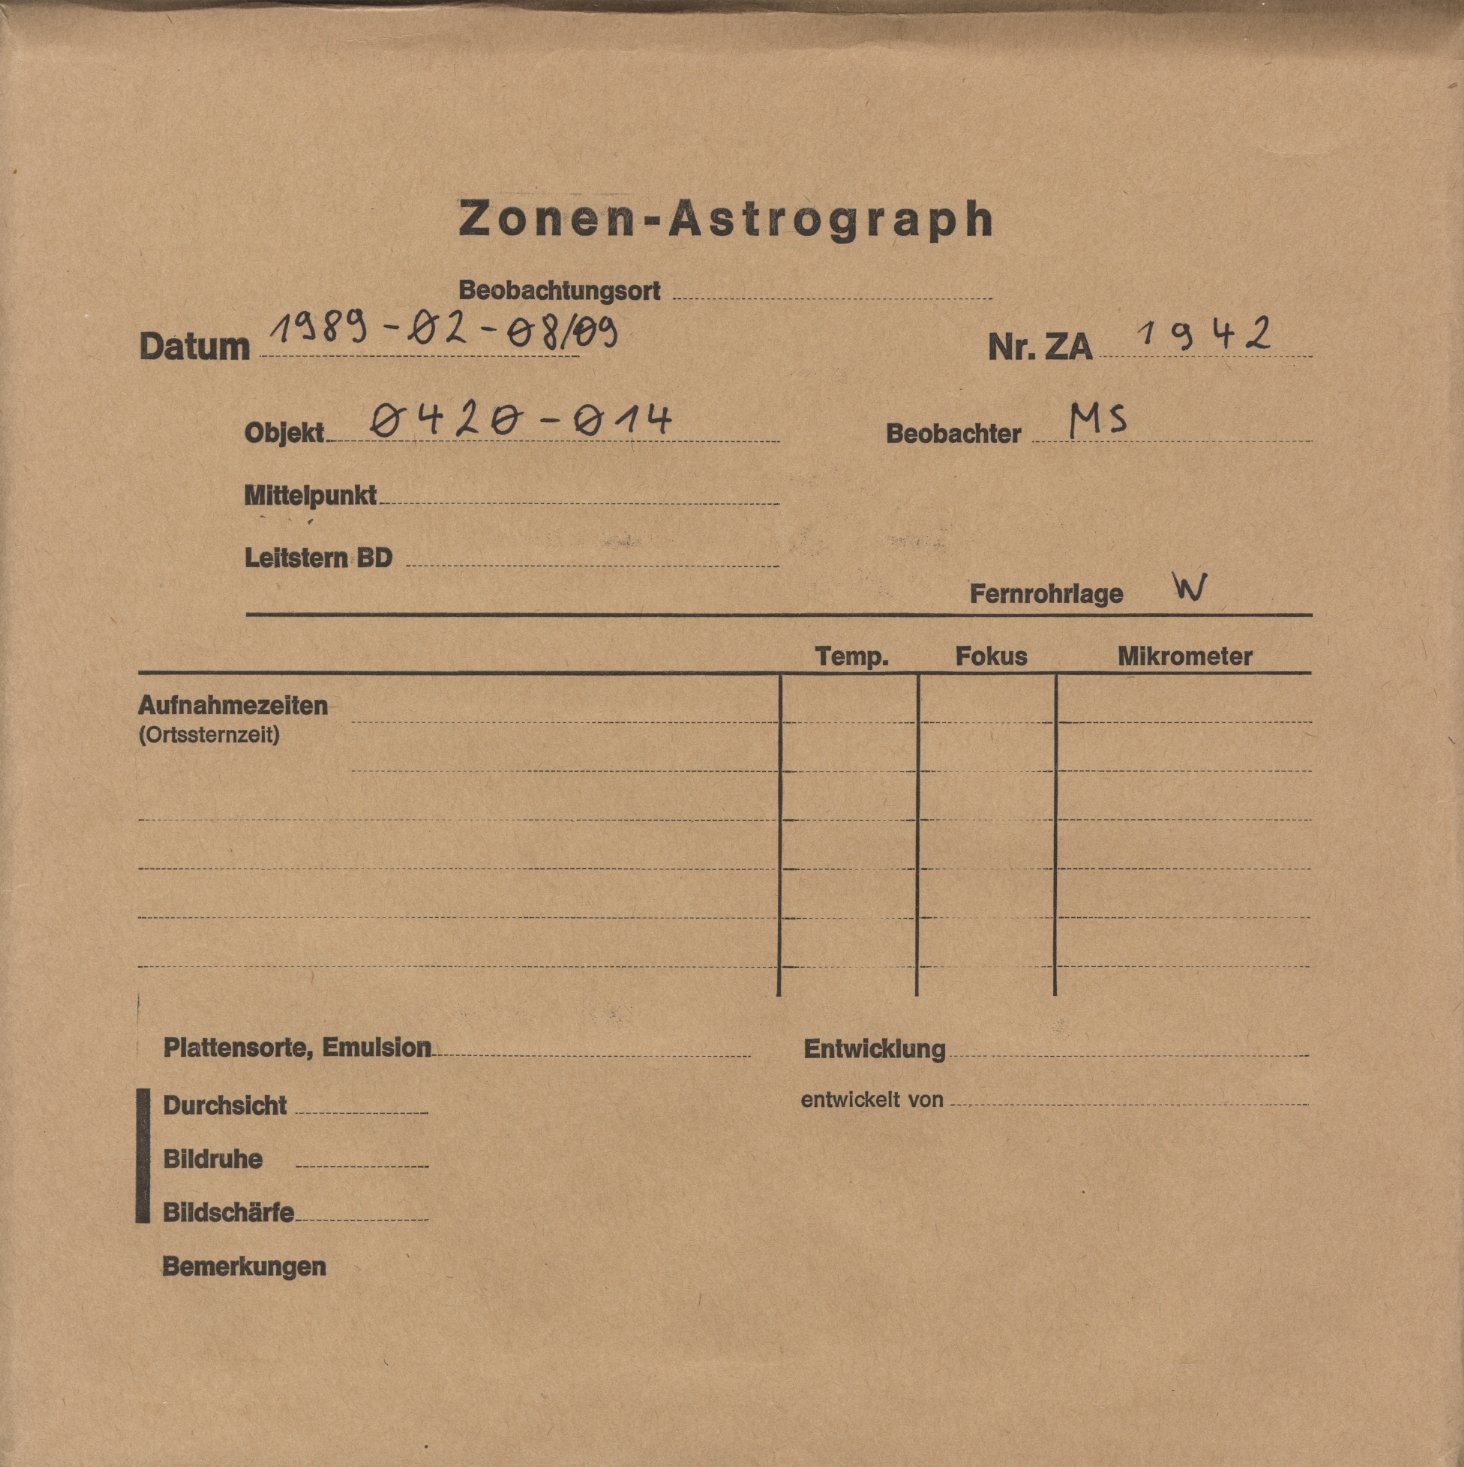 Zonen-Astrograph
Beobachtungsort
Datum 1989-02-08/09 Nr. ZA 1942
Objekt 0420-014 Beobachter MS
Mittelpunkt
Leitstern BD
Fernrohrlage W
Temp. Fokus Mikrometer
Aufnahmezeiten
(Ortssternzeit)
Plattensorte, Emulsion Entwicklung
Durchsicht entwickelt von
Bildruhe
Bildschärfe
Bemerkungen